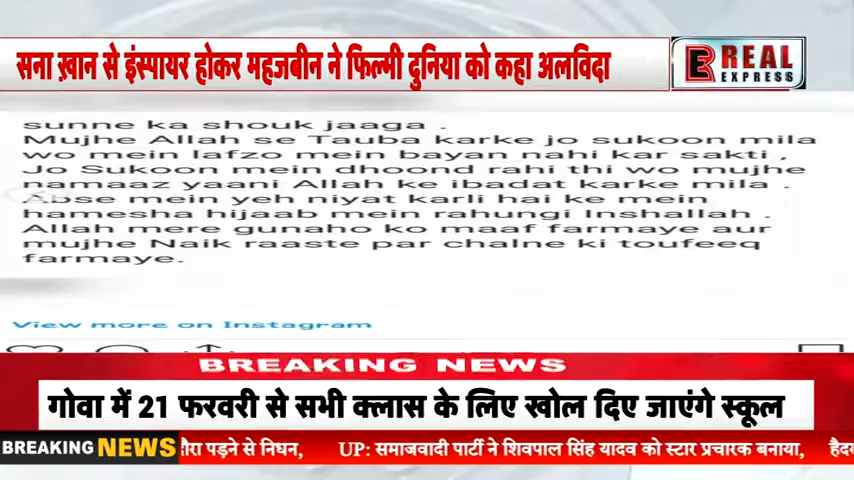 सना ख़ान से इंस्पायर होकर महजबीन ने फिल्मी दुनिया को कहा अलविदा
REAL
EXPRESS
sunne ka shouk jaaga .
Mujhe Allah se Tauba karke jo sukoon mila
wo mein lafzo mein bayan nahi kar sakti ,
Jo Sukoon mein dhoond rahi thi wo mujhe
namaaz yaani Allah ke ibadat karke mila .
Abse mein yeh niyat karli hai ke mein
hamesha hijaab mein rahungi Inshallah .
Allah mere gunaho ko maaf farmaye aur
mujhe Naik raaste par chalne ki toufeeq
farmaye.
View more on Instagram
BREAKING NEWS
गोवा में 21 फरवरी से सभी क्लास के लिए खोल दिए जाएंगे स्कूल
BREAKING NEWS पड़ने से निधन, UP: समाजवादी पार्टी ने शिवपाल सिंह यादव को स्टार प्रचारक बनाया,